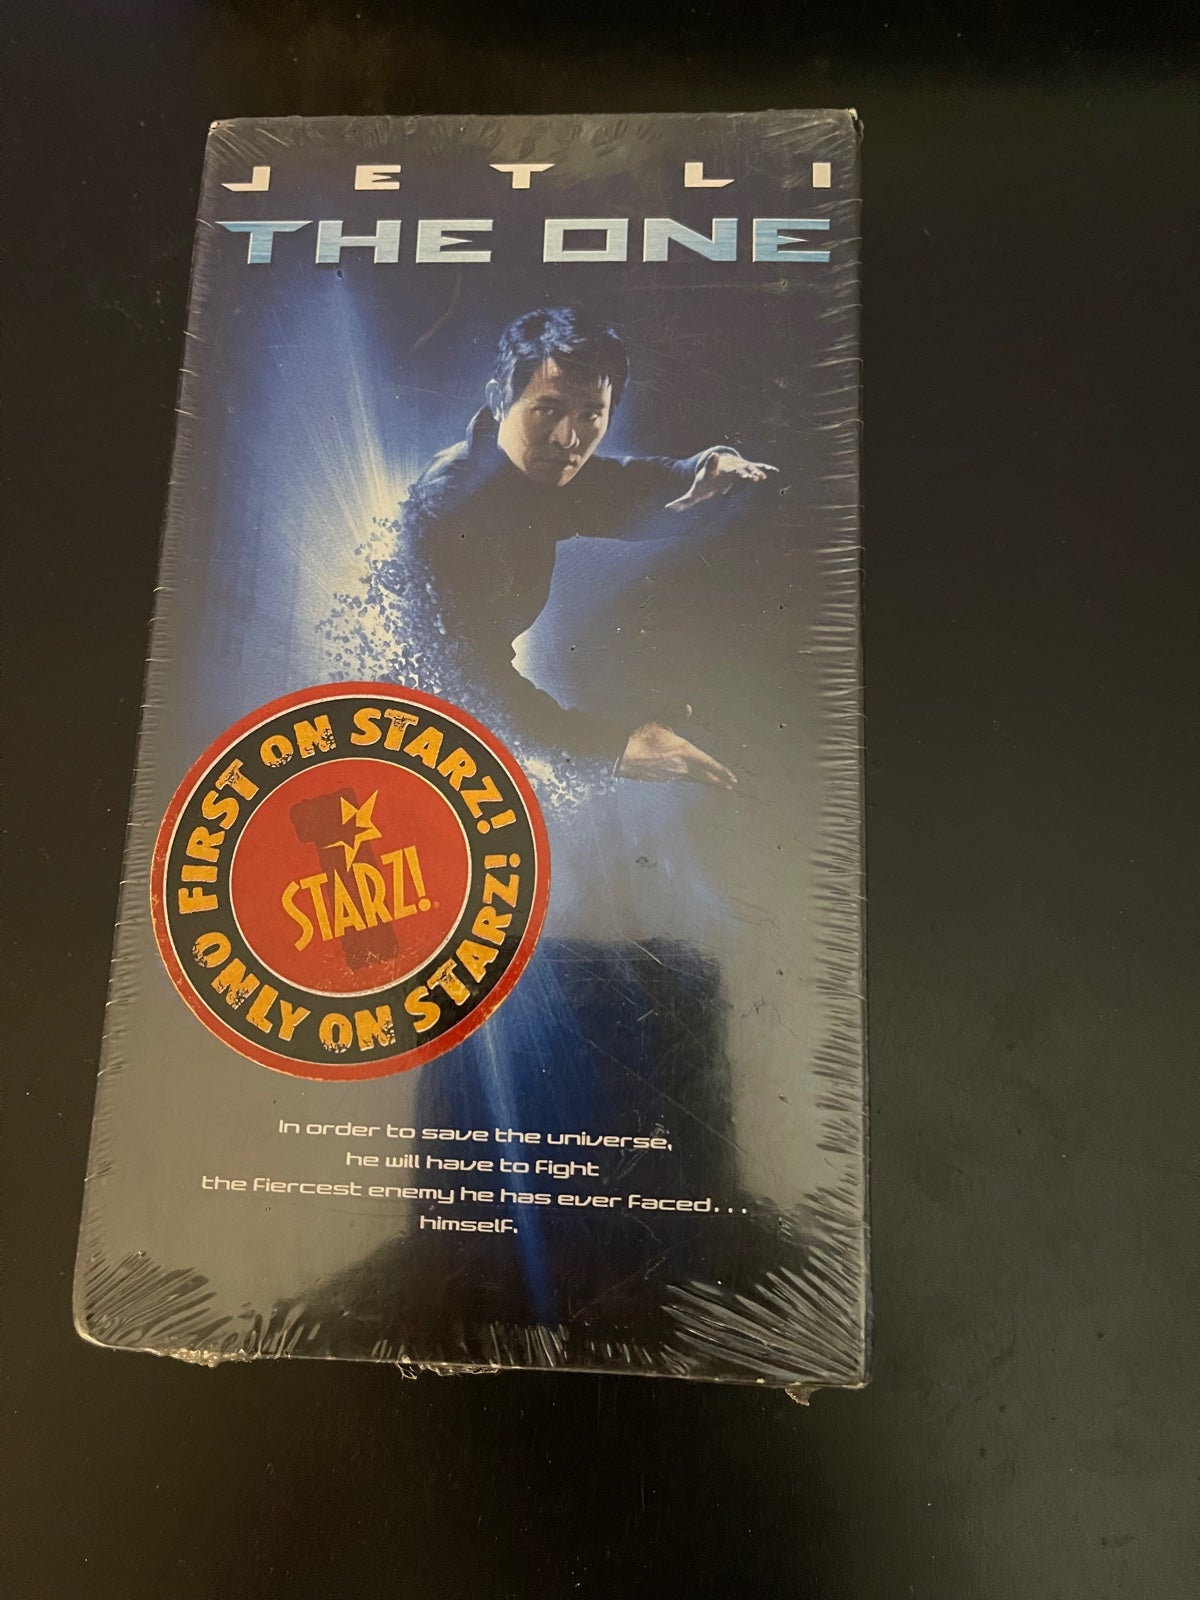 JET LI
THE ONE
FIRST ON STARZ!
STARZ!
ONLY ON STARZ!
In order to save the universe,
he will have to fight
the fiercest enemy he has ever faced...
himself.